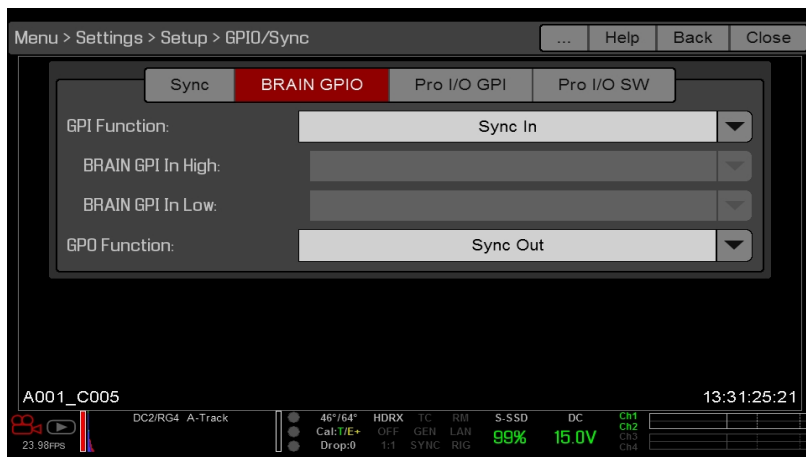 Menu > Settings > Setup > GPIO/Sync ... Help Back Close
Sync BRAIN GPIO Pro I/O GPI Pro I/O SW
GPI Function: Sync In
BRAIN GPI In High:
BRAIN GPI In Low:
GPO Function: Sync Out
A001_C005 13:31:25:21
DC2/RG4 A-Track 46°/64° HDRX TC RM S-SSD DC Ch1
Cal:T/E+ OFF GEN LAN 99% 15.0V Ch2
23.98FPS Drop:0 1:1 SYNC RIG Ch3
Ch4